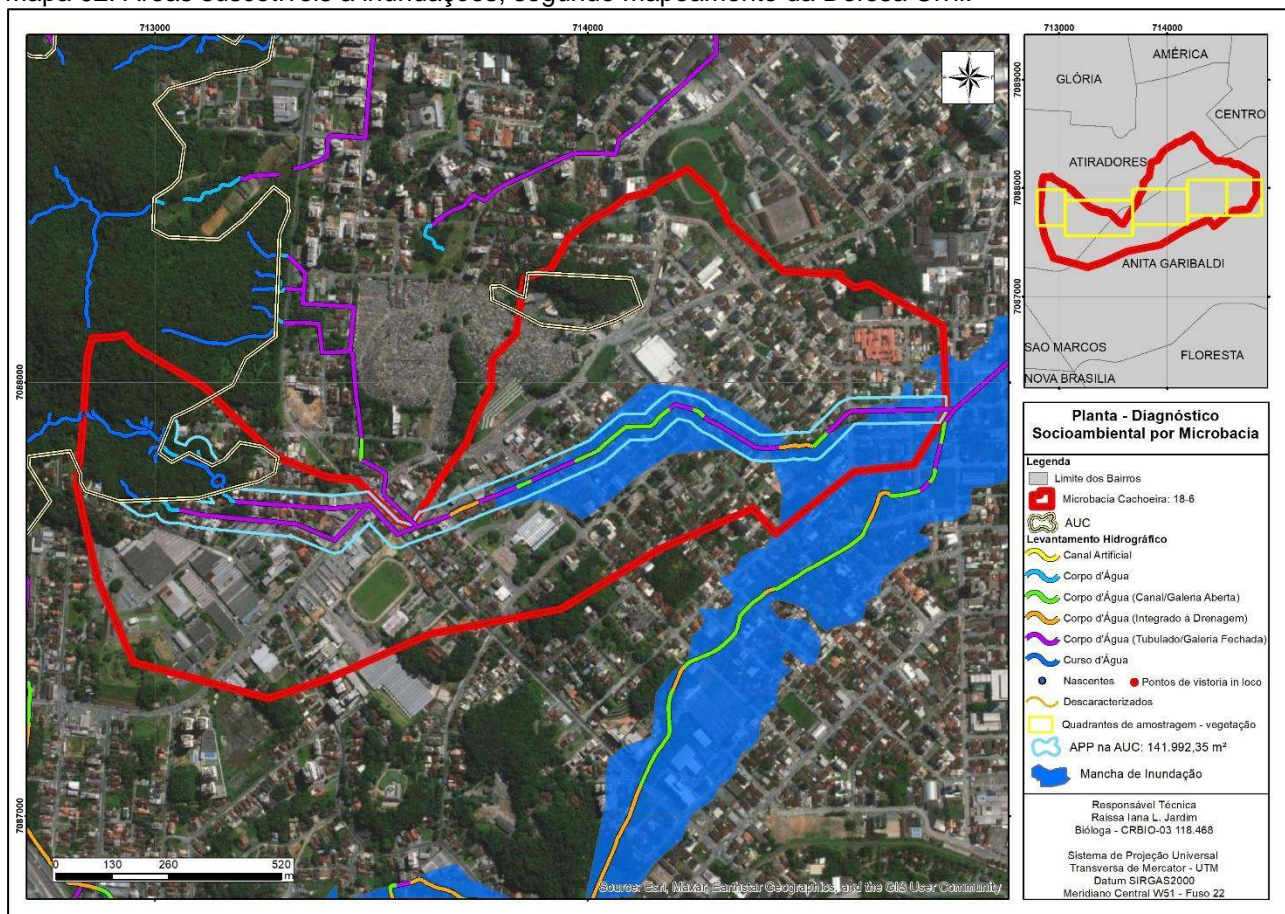 Mapa 02. Áreas suscetíveis a inundações, segundo mapeamento da Defesa Civil.
713000
714000
7088000
7087000
0 130 260 520
m
Source: Esri, Maxar, Earthstar Geographics, and the GIS User Community
713000
714000
7089000
7088000
7087000
AMÉRICA
GLÓRIA
CENTRO
ATIRADORES
ANITA GARIBALDI
SAO MARCOS
FLORESTA
NOVA BRASILIA
Planta - Diagnóstico
Socioambiental por Microbacia
Legenda
Limite dos Bairros
Microbacia Cachoeira: 18-6
AUC
Levantamento Hidrográfico
Canal Artificial
Corpo d'Água
Corpo d'Água (Canal/Galeria Aberta)
Corpo d'Água (Integrado à Drenagem)
Corpo d'Água (Tubulado/Galeria Fechada)
Curso d'Água
Nascentes Pontos de vistoria in loco
Descaracterizados
Quadrantes de amostragem - vegetação
APP na AUC: 141.992,35 m²
Mancha de Inundação
Responsável Técnica
Raissa Iana L. Jardim
Bióloga - CRBIO-03 118.468
Sistema de Projeção Universal
Transversa de Mercator - UTM
Datum SIRGAS2000
Meridiano Central W51 - Fuso 22